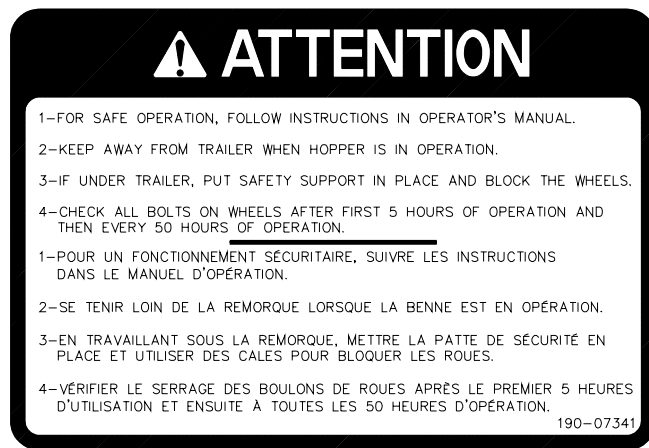 ATTENTION
1-FOR SAFE OPERATION, FOLLOW INSTRUCTIONS IN OPERATOR'S MANUAL.
2-KEEP AWAY FROM TRAILER WHEN HOPPER IS IN OPERATION.
3-IF UNDER TRAILER, PUT SAFETY SUPPORT IN PLACE AND BLOCK THE WHEELS.
4-CHECK ALL BOLTS ON WHEELS AFTER FIRST 5 HOURS OF OPERATION AND
THEN EVERY 50 HOURS OF OPERATION.
1-POUR UN FONCTIONNEMENT SÉCURITAIRE, SUIVRE LES INSTRUCTIONS
DANS LE MANUEL D'OPÉRATION.
2-SE TENIR LOIN DE LA REMORQUE LORSQUE LA BENNE EST EN OPÉRATION.
3-EN TRAVAILLANT SOUS LA REMORQUE, METTRE LA PATTE DE SÉCURITÉ EN
PLACE ET UTILISER DES CALES POUR BLOQUER LES ROUES.
4-VÉRIFIER LE SERRAGE DES BOULONS DE ROUES APRÈS LE PREMIER 5 HEURES
D'UTILISATION ET ENSUITE À TOUTES LES 50 HEURES D'OPÉRATION.
190-07341